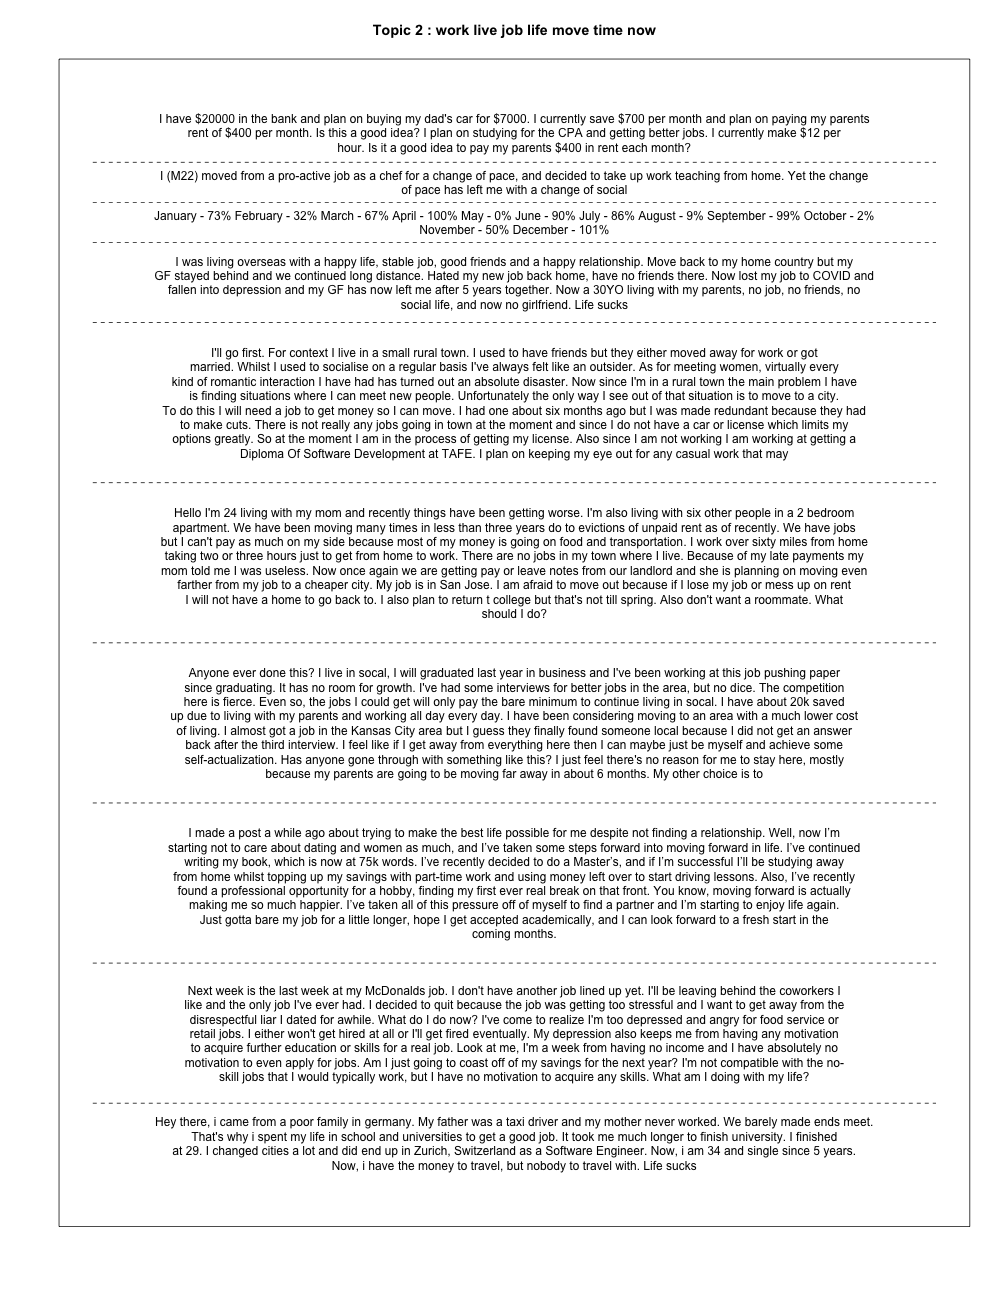 Topic 2 : work live job life move time now
I have $20000 in the bank and plan on buying my dad's car for $7000. I currently save $700 per month and plan on paying my parents
rent of $400 per month. Is this a good idea? I plan on studying for the CPA and getting better jobs. I currently make $12 per
hour. Is it a good idea to pay my parents $400 in rent each month?
I (M22) moved from a pro-active job as a chef for a change of pace, and decided to take up work teaching from home. Yet the change
of pace has left me with a change of social
January - 73% February - 32% March - 67% April - 100% May - 0% June - 90% July - 86% August - 9% September - 99% October - 2%
November - 50% December - 101%
I was living overseas with a happy life, stable job, good friends and a happy relationship. Move back to my home country but my
GF stayed behind and we continued long distance. Hated my new job back home, have no friends there. Now lost my job to COVID and
fallen into depression and my GF has now left me after 5 years together. Now a 30YO living with my parents, no job, no friends, no
social life, and now no girlfriend. Life sucks
I'll go first. For context I live in a small rural town. I used to have friends but they either moved away for work or got
married. Whilst I used to socialise on a regular basis I've always felt like an outsider. As for meeting women, virtually every
kind of romantic interaction I have had has turned out an absolute disaster. Now since I'm in a rural town the main problem I have
is finding situations where I can meet new people. Unfortunately the only way I see out of that situation is to move to a city.
To do this I will need a job to get money so I can move. I had one about six months ago but I was made redundant because they had
to make cuts. There is not really any jobs going in town at the moment and since I do not have a car or license which limits my
options greatly. So at the moment I am in the process of getting my license. Also since I am not working I am working at getting a
Diploma Of Software Development at TAFE. I plan on keeping my eye out for any casual work that may
Hello I'm 24 living with my mom and recently things have been getting worse. I'm also living with six other people in a 2 bedroom
apartment. We have been moving many times in less than three years do to evictions of unpaid rent as of recently. We have jobs
but I can't pay as much on my side because most of my money is going on food and transportation. I work over sixty miles from home
taking two or three hours just to get from home to work. There are no jobs in my town where I live. Because of my late payments my
mom told me I was useless. Now once again we are getting pay or leave notes from our landlord and she is planning on moving even
farther from my job to a cheaper city. My job is in San Jose. I am afraid to move out because if I lose my job or mess up on rent
I will not have a home to go back to. I also plan to return t college but that's not till spring. Also don't want a roommate. What
should I do?
Anyone ever done this? I live in socal, I will graduated last year in business and I've been working at this job pushing paper
since graduating. It has no room for growth. I've had some interviews for better jobs in the area, but no dice. The competition
here is fierce. Even so, the jobs I could get will only pay the bare minimum to continue living in socal. I have about 20k saved
up due to living with my parents and working all day every day. I have been considering moving to an area with a much lower cost
of living. I almost got a job in the Kansas City area but I guess they finally found someone local because I did not get an answer
back after the third interview. I feel like if I get away from everything here then I can maybe just be myself and achieve some
self-actualization. Has anyone gone through with something like this? I just feel there's no reason for me to stay here, mostly
because my parents are going to be moving far away in about 6 months. My other choice is to
I made a post a while ago about trying to make the best life possible for me despite not finding a relationship. Well, now I’m
starting not to care about dating and women as much, and I’ve taken some steps forward into moving forward in life. I’ve continued
writing my book, which is now at 75k words. I’ve recently decided to do a Master’s, and if I’m successful I’ll be studying away
from home whilst topping up my savings with part-time work and using money left over to start driving lessons. Also, I’ve recently
found a professional opportunity for a hobby, finding my first ever real break on that front. You know, moving forward is actually
making me so much happier. I’ve taken all of this pressure off of myself to find a partner and I’m starting to enjoy life again.
Just gotta bare my job for a little longer, hope I get accepted academically, and I can look forward to a fresh start in the
coming months.
Next week is the last week at my McDonalds job. I don't have another job lined up yet. I'll be leaving behind the coworkers I
like and the only job I've ever had. I decided to quit because the job was getting too stressful and I want to get away from the
disrespectful liar I dated for awhile. What do I do now? I've come to realize I'm too depressed and angry for food service or
retail jobs. I either won't get hired at all or I'll get fired eventually. My depression also keeps me from having any motivation
to acquire further education or skills for a real job. Look at me, I'm a week from having no income and I have absolutely no
motivation to even apply for jobs. Am I just going to coast off of my savings for the next year? I'm not compatible with the no-
skill jobs that I would typically work, but I have no motivation to acquire any skills. What am I doing with my life?
Hey there, i came from a poor family in germany. My father was a taxi driver and my mother never worked. We barely made ends meet.
That's why i spent my life in school and universities to get a good job. It took me much longer to finish university. I finished
at 29. I changed cities a lot and did end up in Zurich, Switzerland as a Software Engineer. Now, i am 34 and single since 5 years.
Now, i have the money to travel, but nobody to travel with. Life sucks